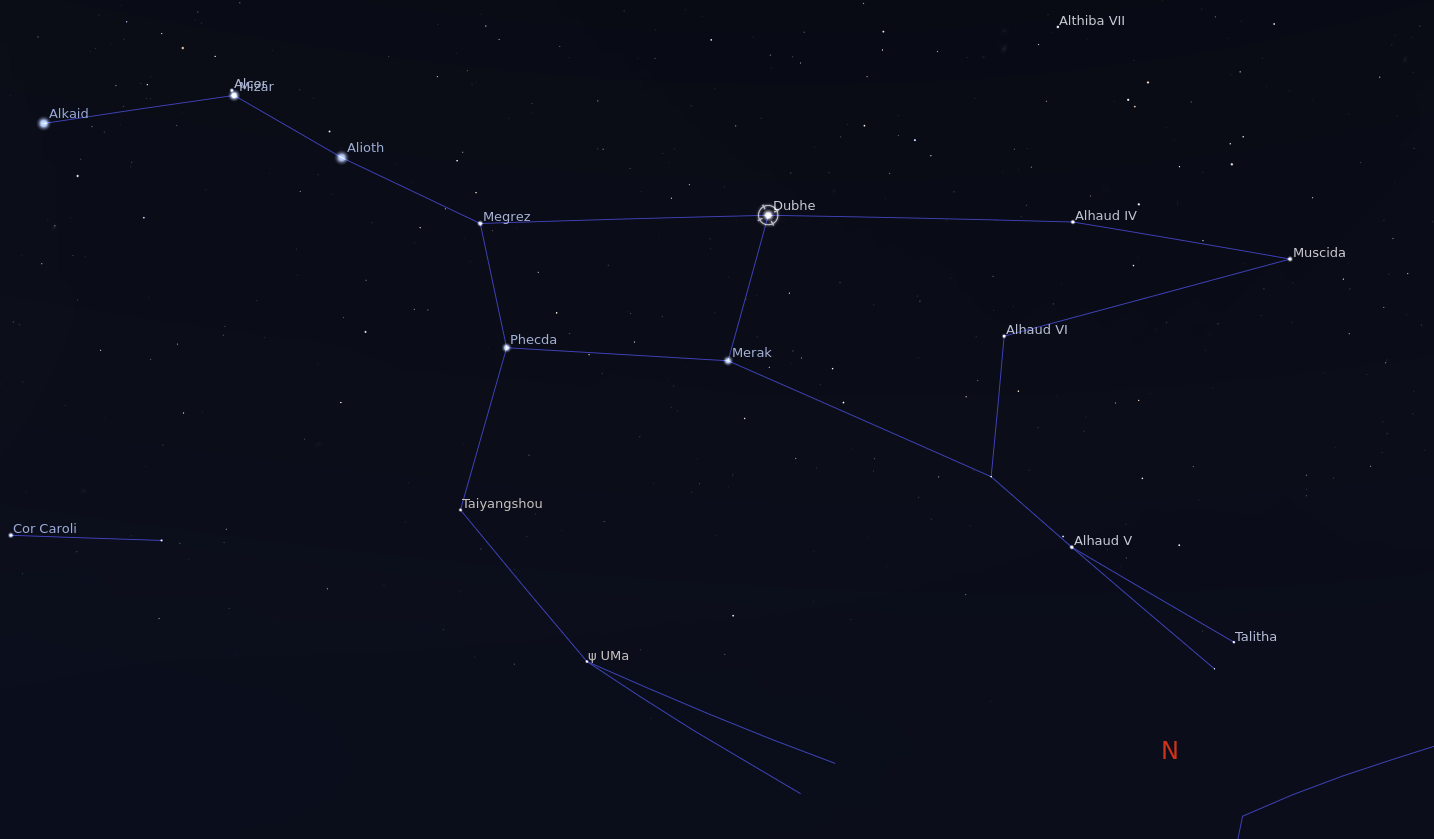 Althiba VII
Alcor
Mizar
Alkaid
Alioth
Dubhe
Megrez
Alhaud IV
Muscida
Alhaud VI
Phecda
Merak
Taiyangshou
Cor Caroli
Alhaud V
Talitha
ψ UMa
N